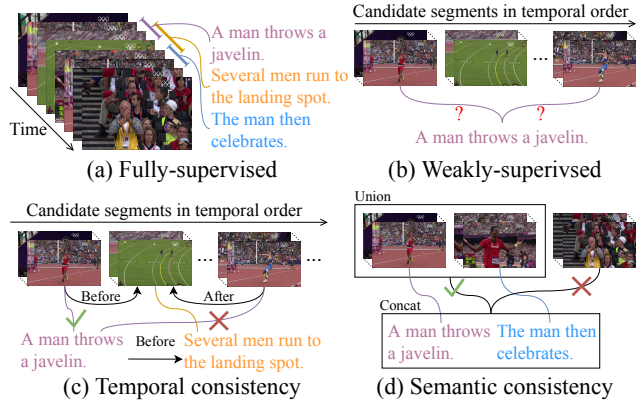 A man throws a
javelin.
Several men run to
the landing spot.
The man then
celebrates.
Time
(a) Fully-supervised
Candidate segments in temporal order
...
? ?
A man throws a javelin.
(b) Weakly-superivsed
Candidate segments in temporal order
... ...
Before After
A man throws
a javelin.
Before
Several men run to
the landing spot.
(c) Temporal consistency
Union
Concat
A man throws
a javelin.
The man then
celebrates.
(d) Semantic consistency